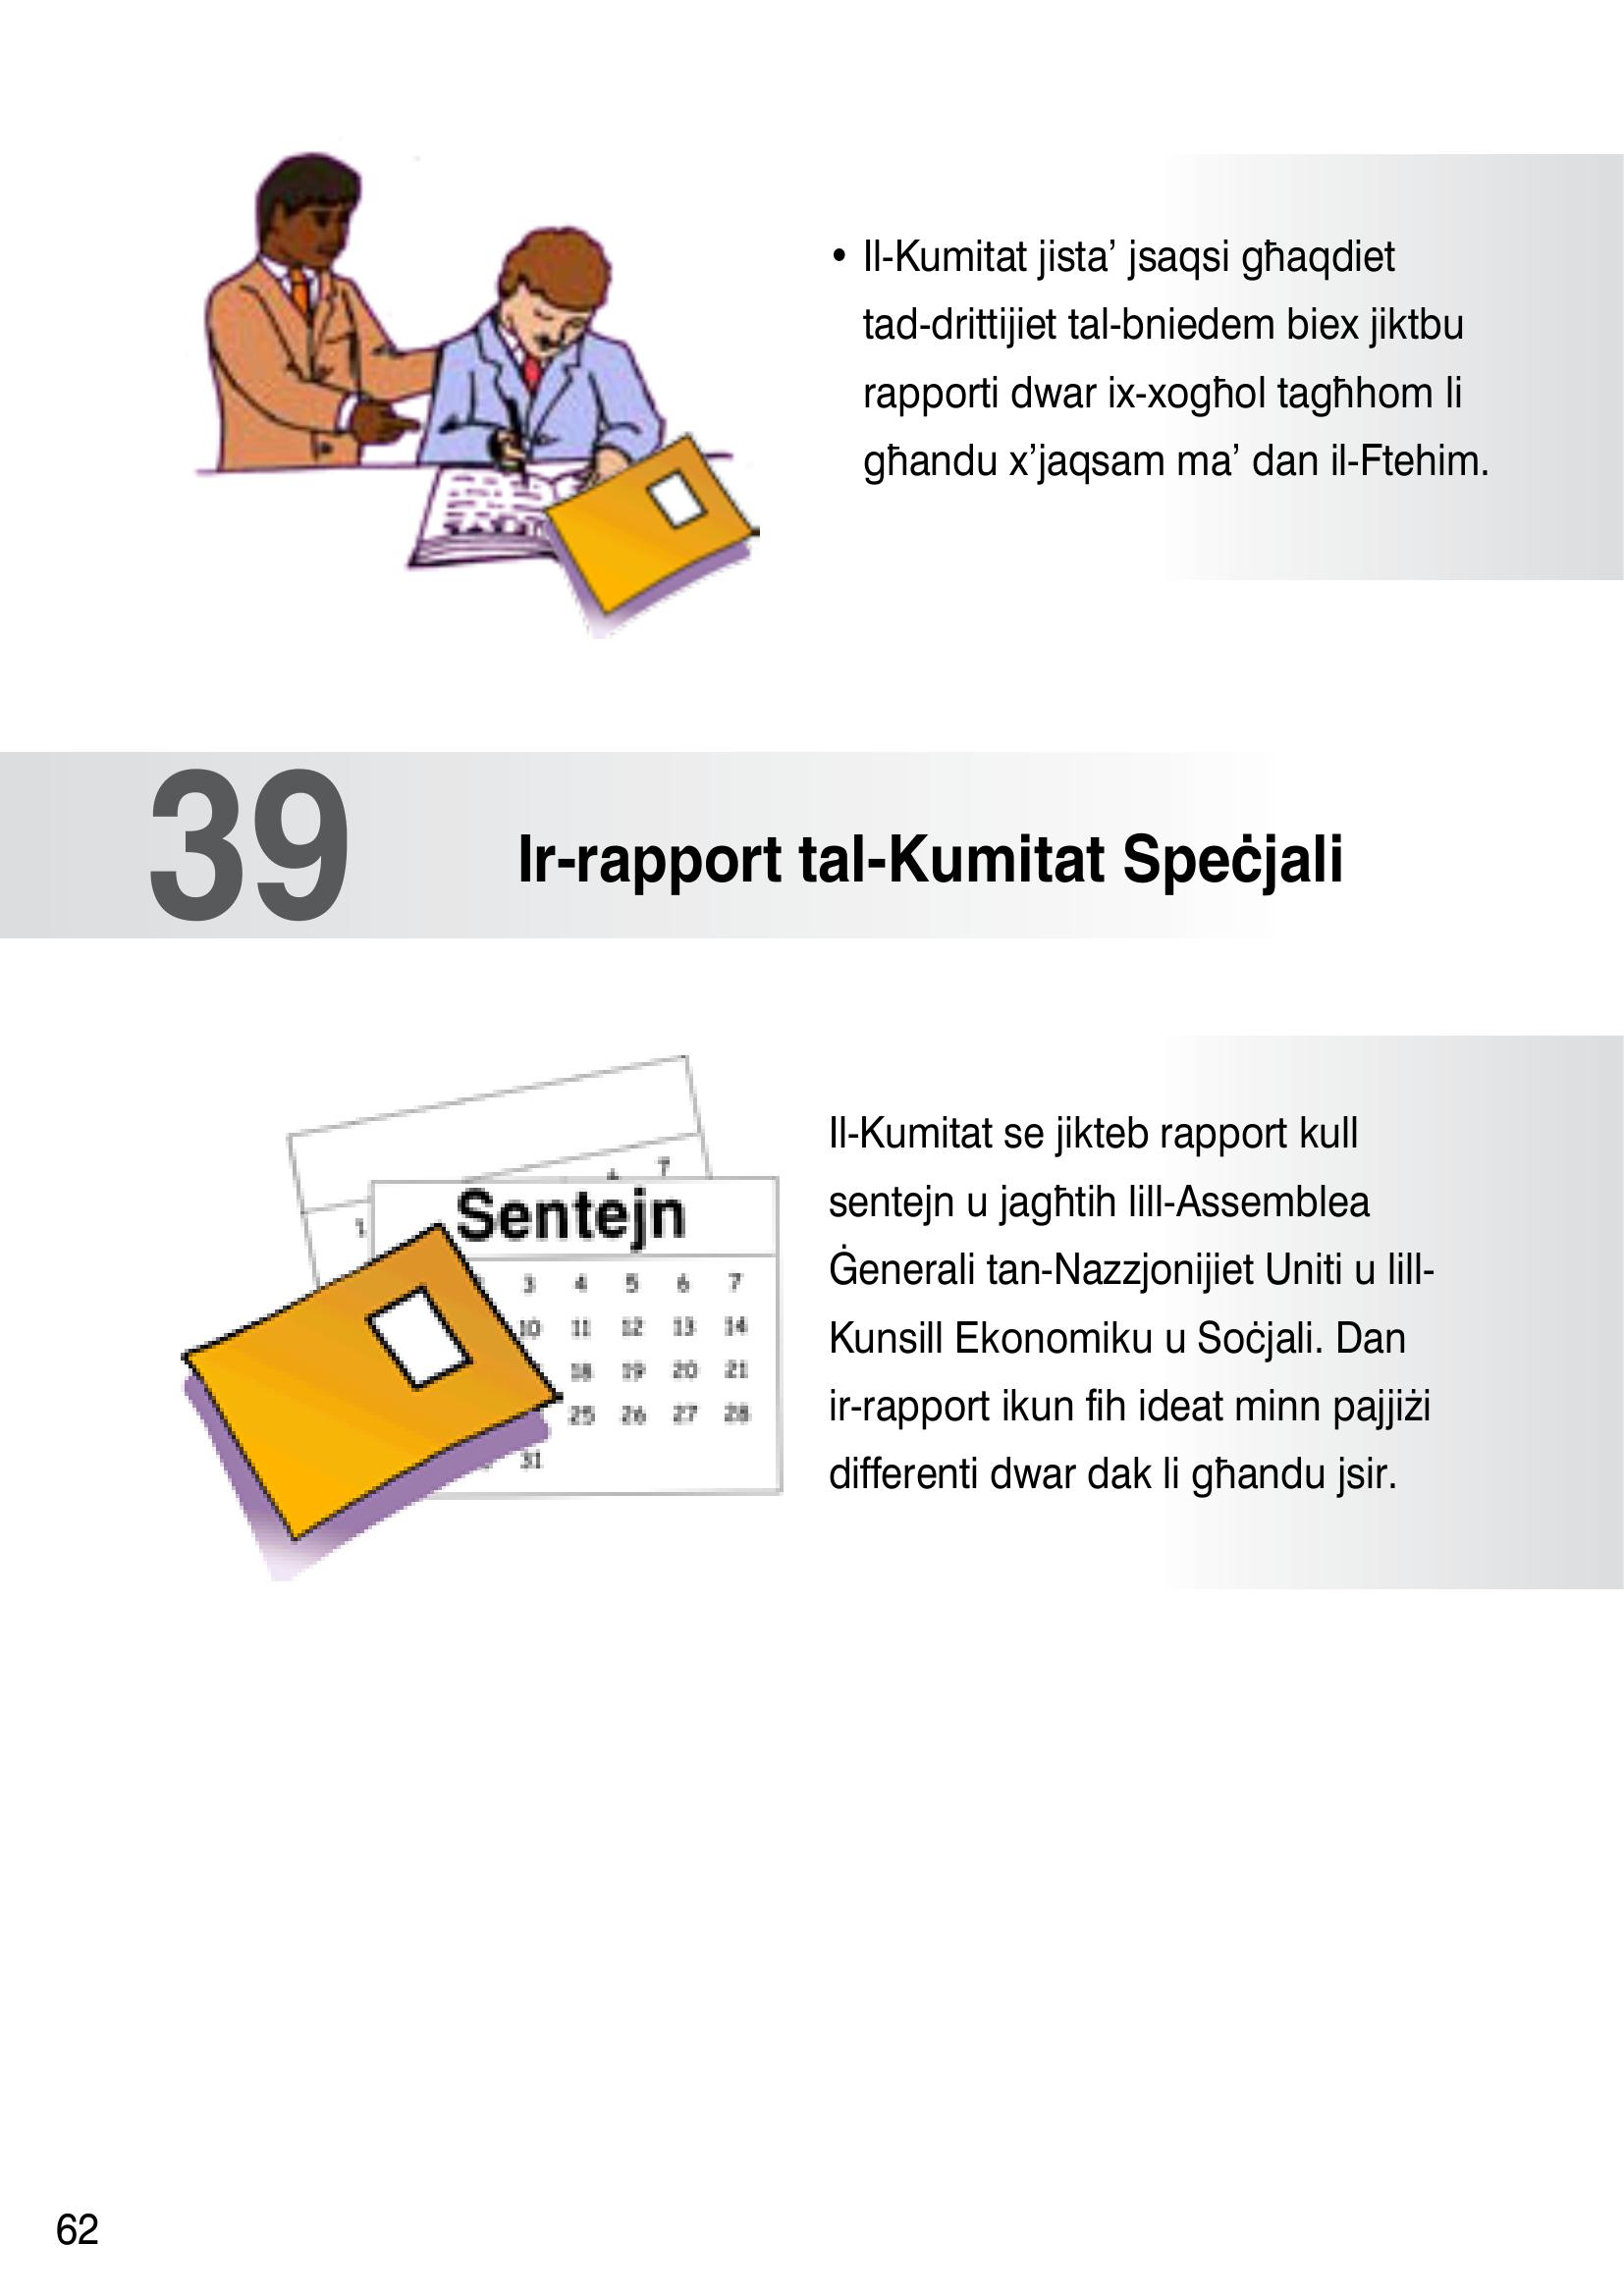 • Il-Kumitat jista’ jsaqsi għaqdiet
tad-drittijiet tal-bniedem biex jiktbu
rapporti dwar ix-xogħol tagħhom li
għandu x’jaqsam ma’ dan il-Ftehim.
39
Ir-rapport tal-Kumitat Speċjali
7
1
Sentejn
3 4 5 6 7
10 11 12 13 14
18 19 20 21
25 26 27 28
31
Il-Kumitat se jikteb rapport kull
sentejn u jagħtih lill-Assemblea
Ġenerali tan-Nazzjonijiet Uniti u lill-
Kunsill Ekonomiku u Soċjali. Dan
ir-rapport ikun fih ideat minn pajjiżi
differenti dwar dak li għandu jsir.
62